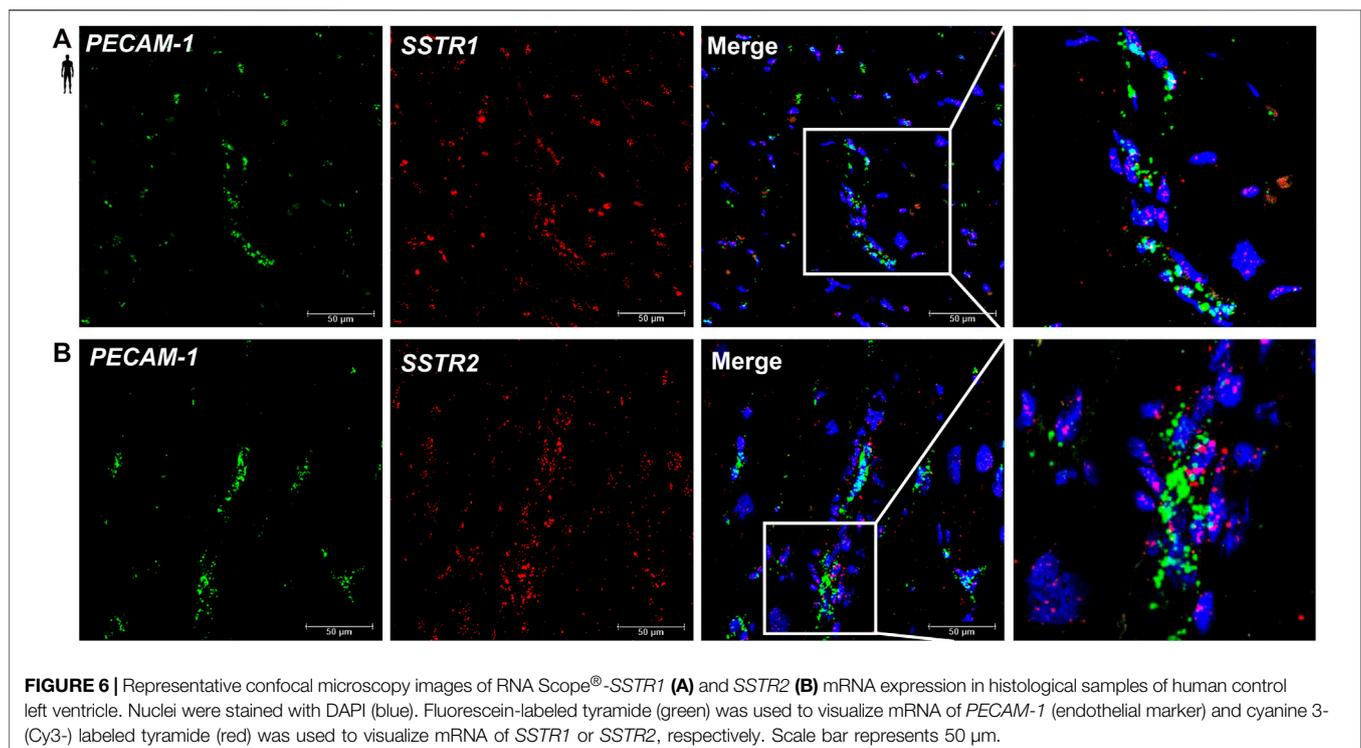 A
PECAM-1
SSTR1
Merge
50 µm
50 µm
50 µm
B
PECAM-1
SSTR2
Merge
50 µm
50 µm
50 µm
FIGURE 6 | Representative confocal microscopy images of RNA Scope®-SSTR1 (A) and SSTR2 (B) mRNA expression in histological samples of human control
left ventricle. Nuclei were stained with DAPI (blue). Fluorescein-labeled tyramide (green) was used to visualize mRNA of PECAM-1 (endothelial marker) and cyanine 3-
(Cy3-) labeled tyramide (red) was used to visualize mRNA of SSTR1 or SSTR2, respectively. Scale bar represents 50 µm.